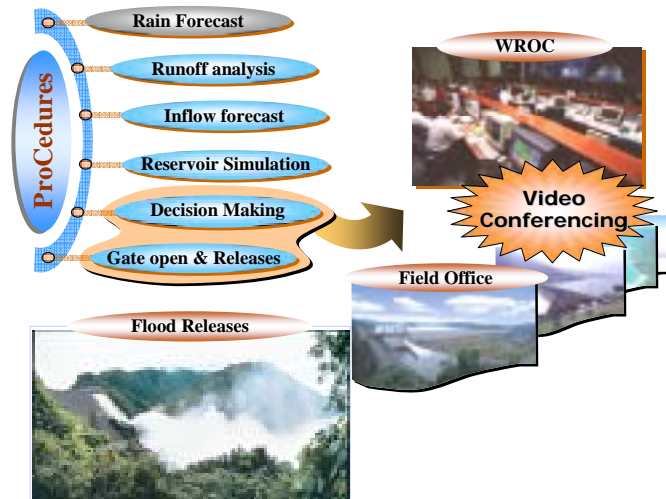 ProCedures
Rain Forecast
Runoff analysis
Inflow forecast
Reservoir Simulation
Decision Making
Gate open & Releases
WROC
Video
Conferencing
Field Office
Flood Releases